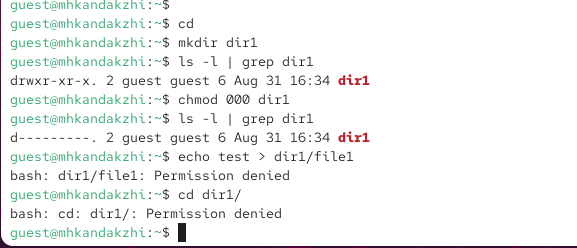 guest@mhkandakzhi:~$
guest@mhkandakzhi:~$ cd
guest@mhkandakzhi:~$ mkdir dir1
guest@mhkandakzhi:~$ ls -l | grep dir1
drwxr-xr-x. 2 guest guest 6 Aug 31 16:34 dir1
guest@mhkandakzhi:~$ chmod 000 dir1
guest@mhkandakzhi:~$ ls -l | grep dir1
d---------. 2 guest guest 6 Aug 31 16:34 dir1
guest@mhkandakzhi:~$ echo test > dir1/file1
bash: dir1/file1: Permission denied
guest@mhkandakzhi:~$ cd dir1/
bash: cd: dir1/: Permission denied
guest@mhkandakzhi:~$